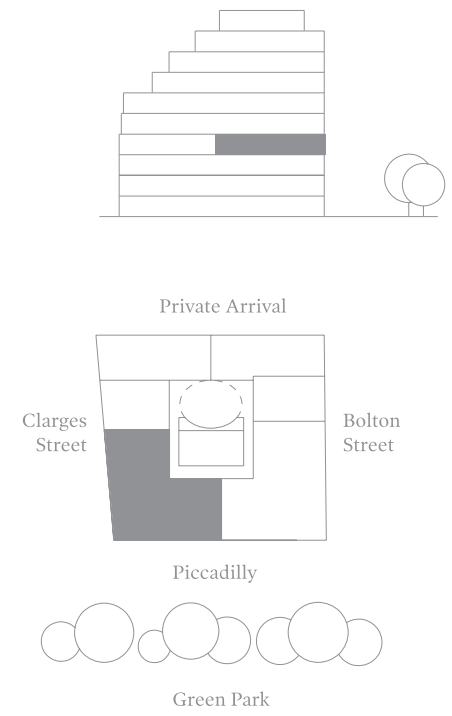 Private Arrival
Clarges
Street
Bolton
Street
Piccadilly
Green Park